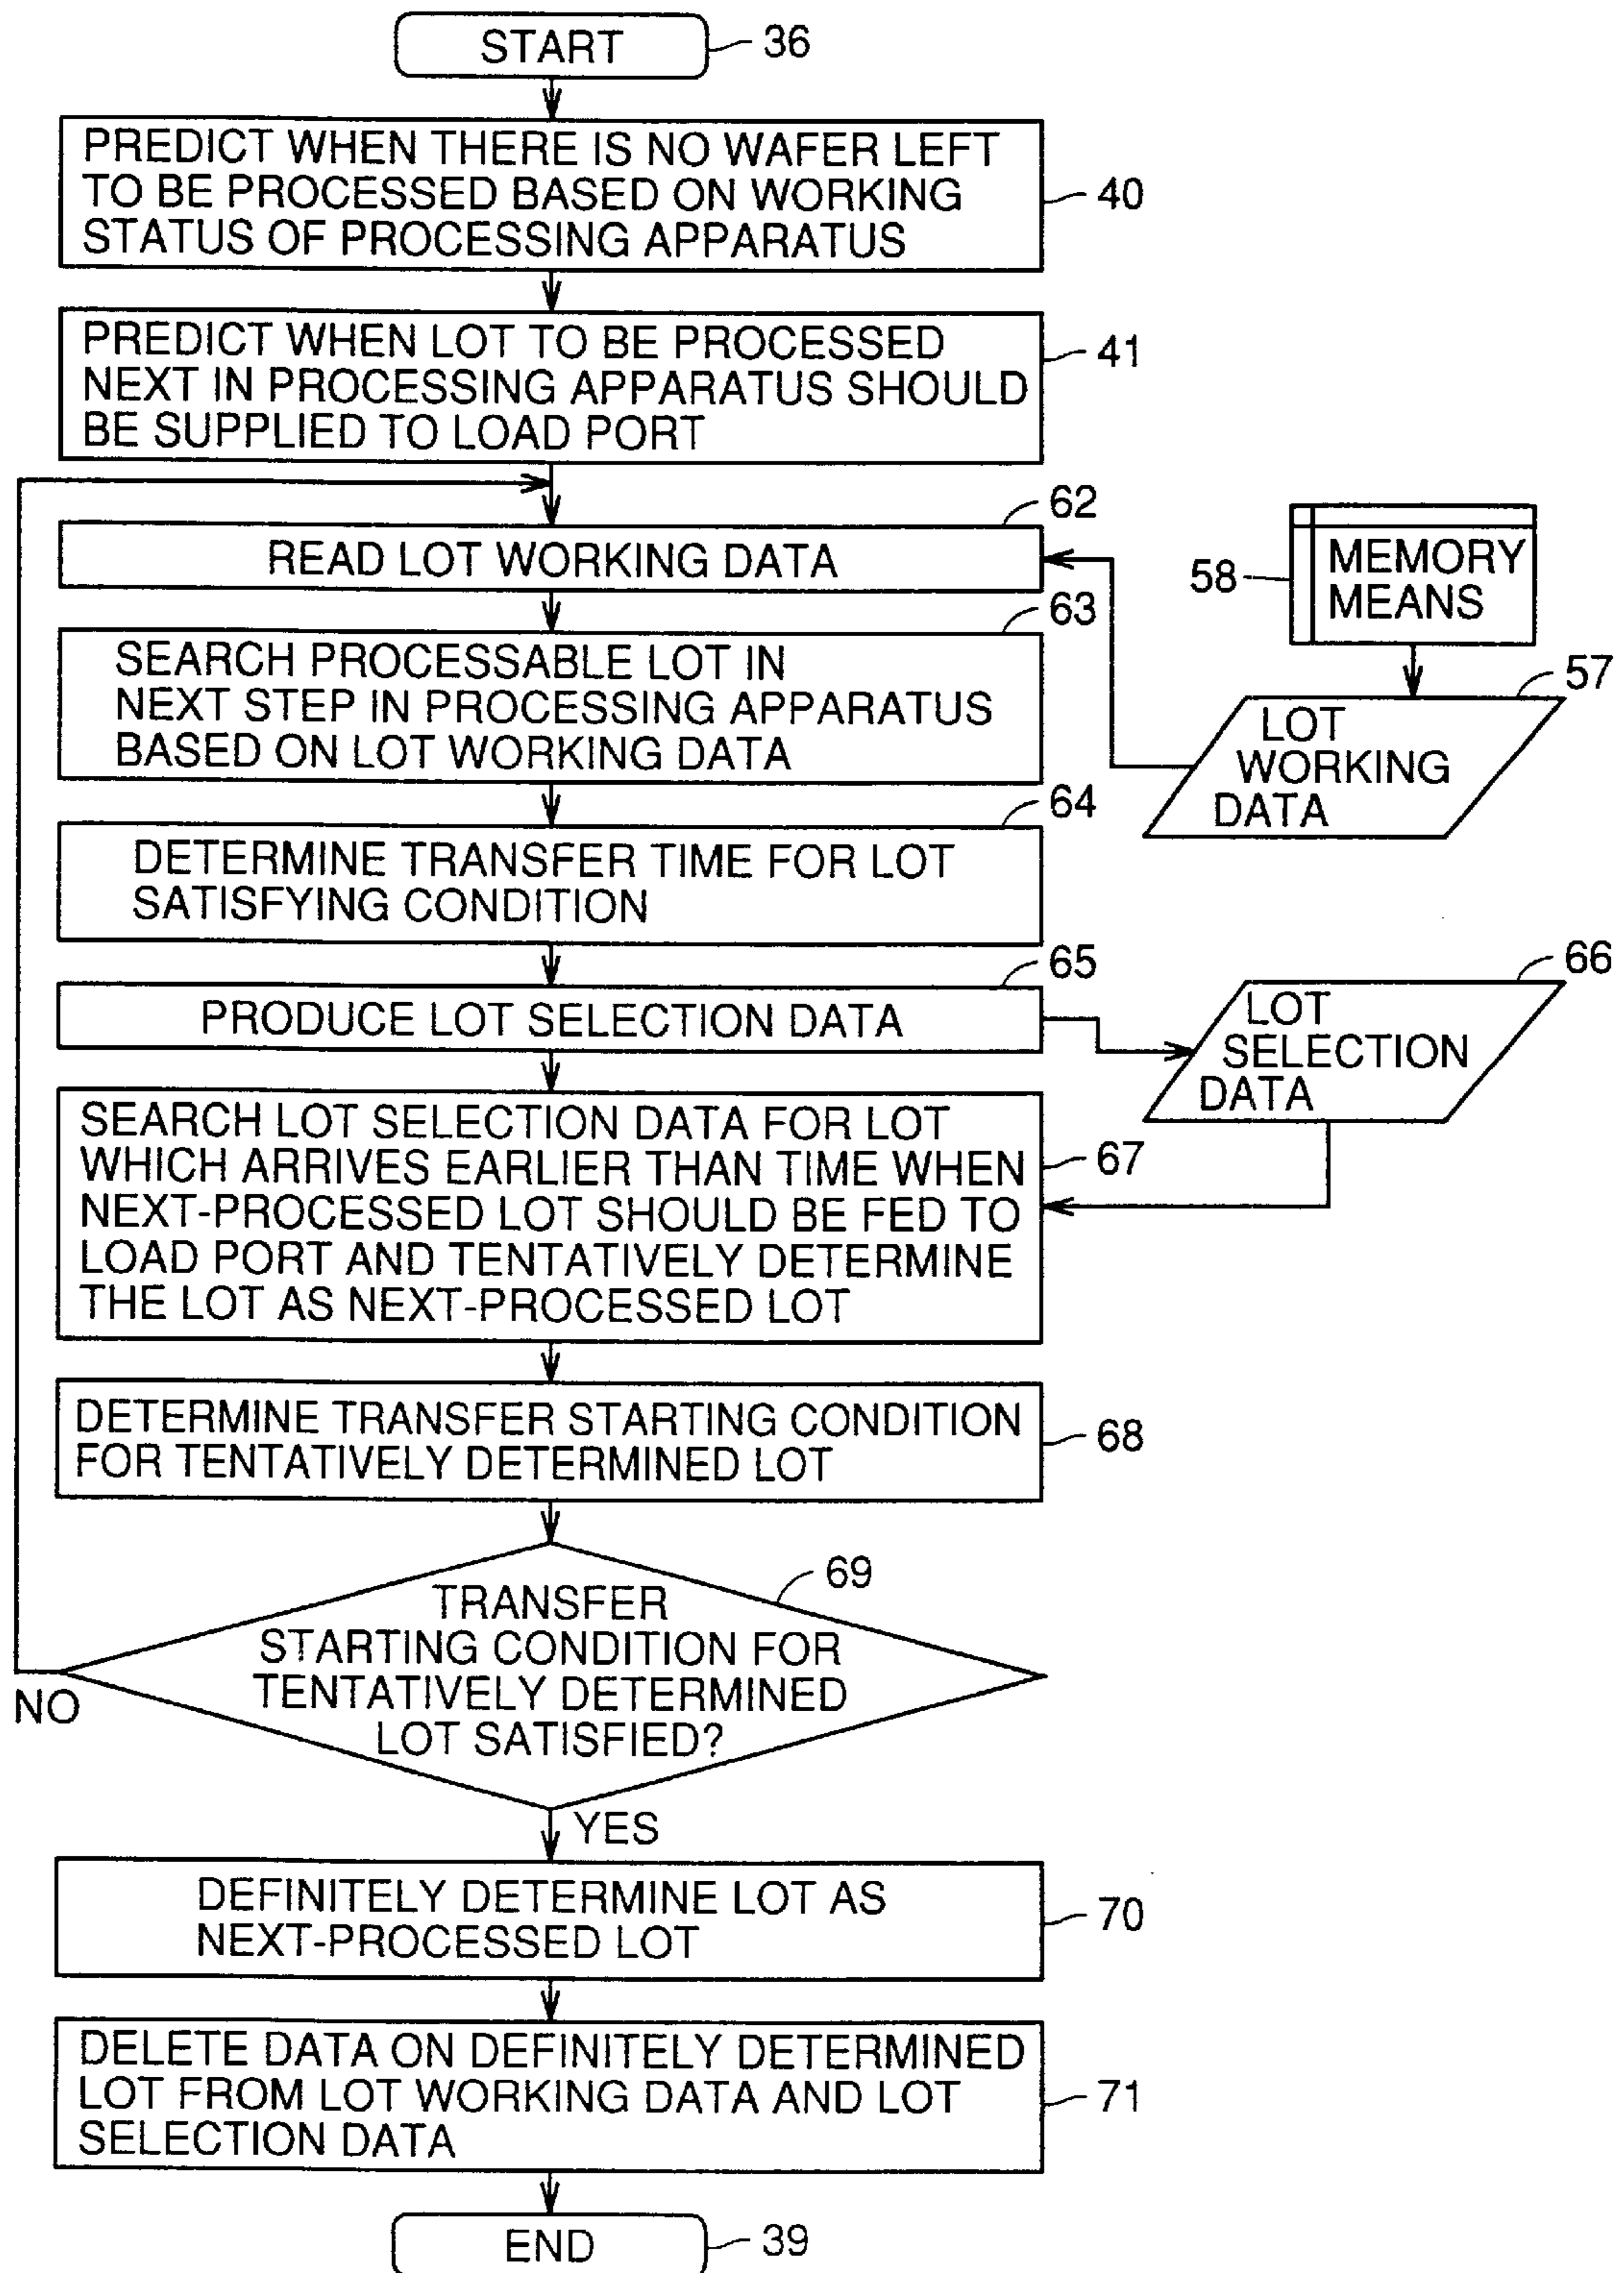 START
36
PREDICT WHEN THERE IS NO WAFER LEFT
TO BE PROCESSED BASED ON WORKING
STATUS OF PROCESSING APPARATUS
40
PREDICT WHEN LOT TO BE PROCESSED
NEXT IN PROCESSING APPARATUS SHOULD
BE SUPPLIED TO LOAD PORT
41
62
READ LOT WORKING DATA
58
MEMORY
MEANS
63
SEARCH PROCESSABLE LOT IN
NEXT STEP IN PROCESSING APPARATUS
BASED ON LOT WORKING DATA
57
LOT
WORKING
DATA
64
DETERMINE TRANSFER TIME FOR LOT
SATISFYING CONDITION
65
PRODUCE LOT SELECTION DATA
66
LOT
SELECTION
DATA
SEARCH LOT SELECTION DATA FOR LOT
WHICH ARRIVES EARLIER THAN TIME WHEN
NEXT-PROCESSED LOT SHOULD BE FED TO
LOAD PORT AND TENTATIVELY DETERMINE
THE LOT AS NEXT-PROCESSED LOT
67
DETERMINE TRANSFER STARTING CONDITION
FOR TENTATIVELY DETERMINED LOT
68
69
TRANSFER
STARTING CONDITION FOR
TENTATIVELY DETERMINED
LOT SATISFIED?
NO
YES
DEFINITELY DETERMINE LOT AS
NEXT-PROCESSED LOT
70
DELETE DATA ON DEFINITELY DETERMINED
LOT FROM LOT WORKING DATA AND LOT
SELECTION DATA
71
END
39